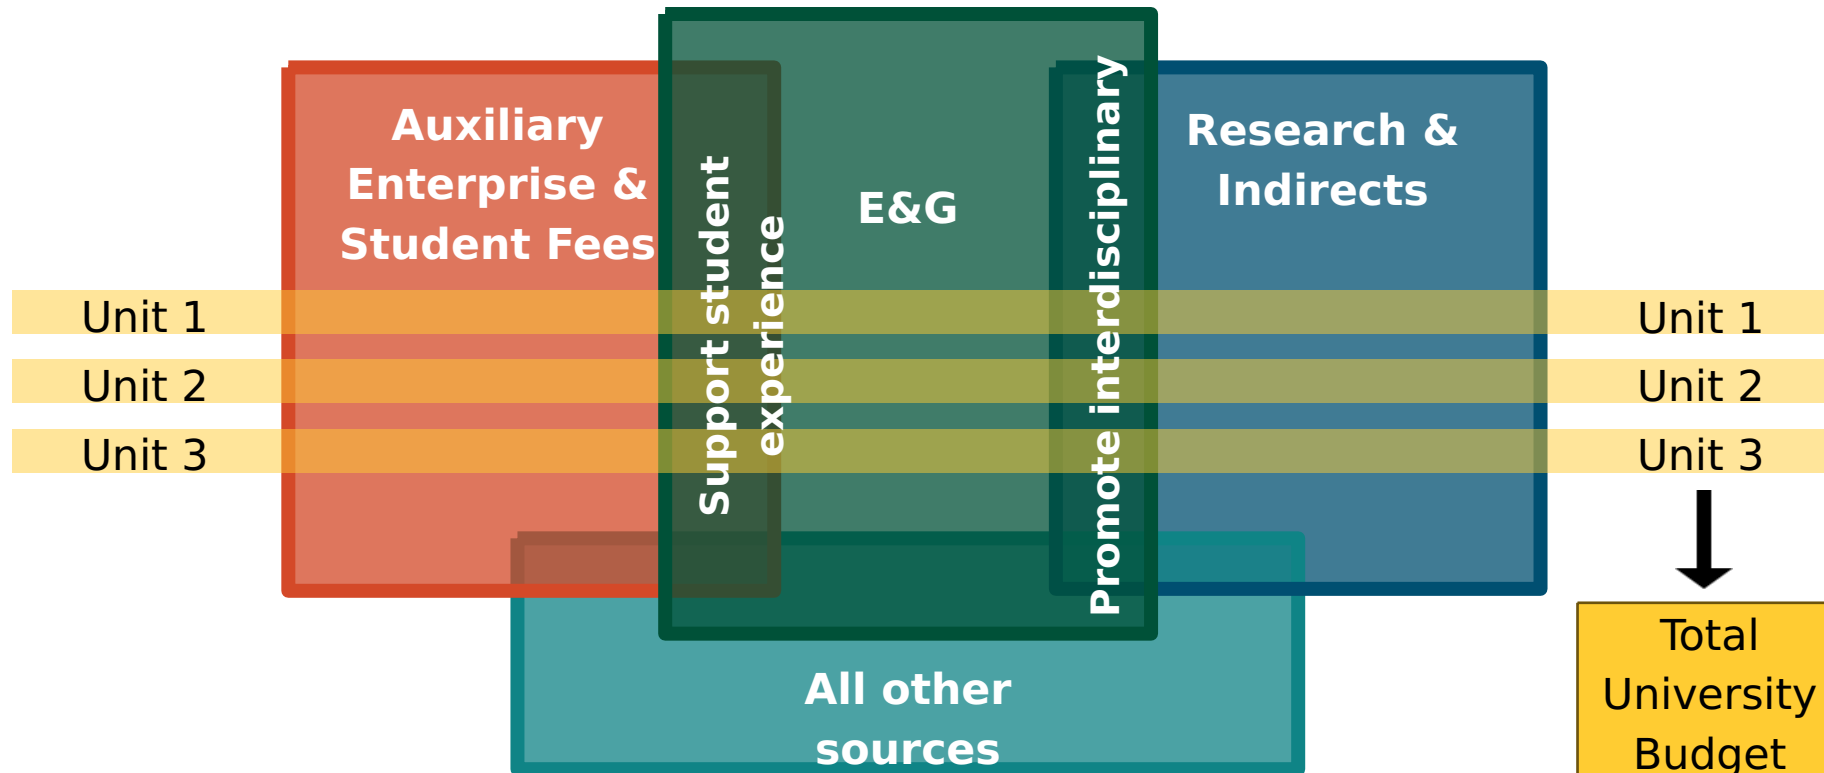 Auxiliary
Enterprise &
Student Fees
Support student
experience
E&G
Promote interdisciplinary
Research &
Indirects
Unit 1
Unit 1
Unit 2
Unit 2
Unit 3
Unit 3
All other
sources
Total
University
Budget